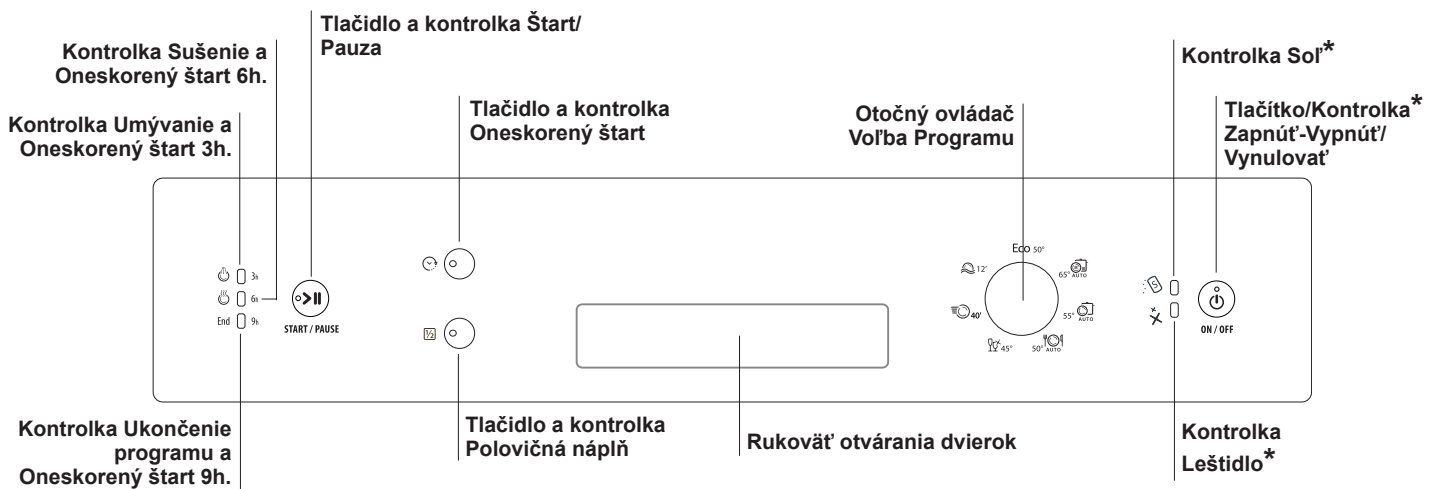 Tlačidlo a kontrolka Štart/
Pauza
Kontrolka Sušenie a
Oneskorený štart 6h.
Kontrolka Soľ*
Tlačidlo a kontrolka
Oneskorený štart
Otočný ovládač
Voľba Programu
Tlačítko/Kontrolka*
Zapnúť-Vypnúť/
Vynulovať
Kontrolka Umývanie a
Oneskorený štart 3h.
3h
6h
End 9h
START / PAUSE
½
Eco 50°
65° AUTO
55° AUTO
50° AUTO
45°
40'
12'
S
ON / OFF
Kontrolka Ukončenie
programu a
Oneskorený štart 9h.
Tlačidlo a kontrolka
Polovičná náplň
Rukoväť otvárania dvierok
Kontrolka
Leštidlo*